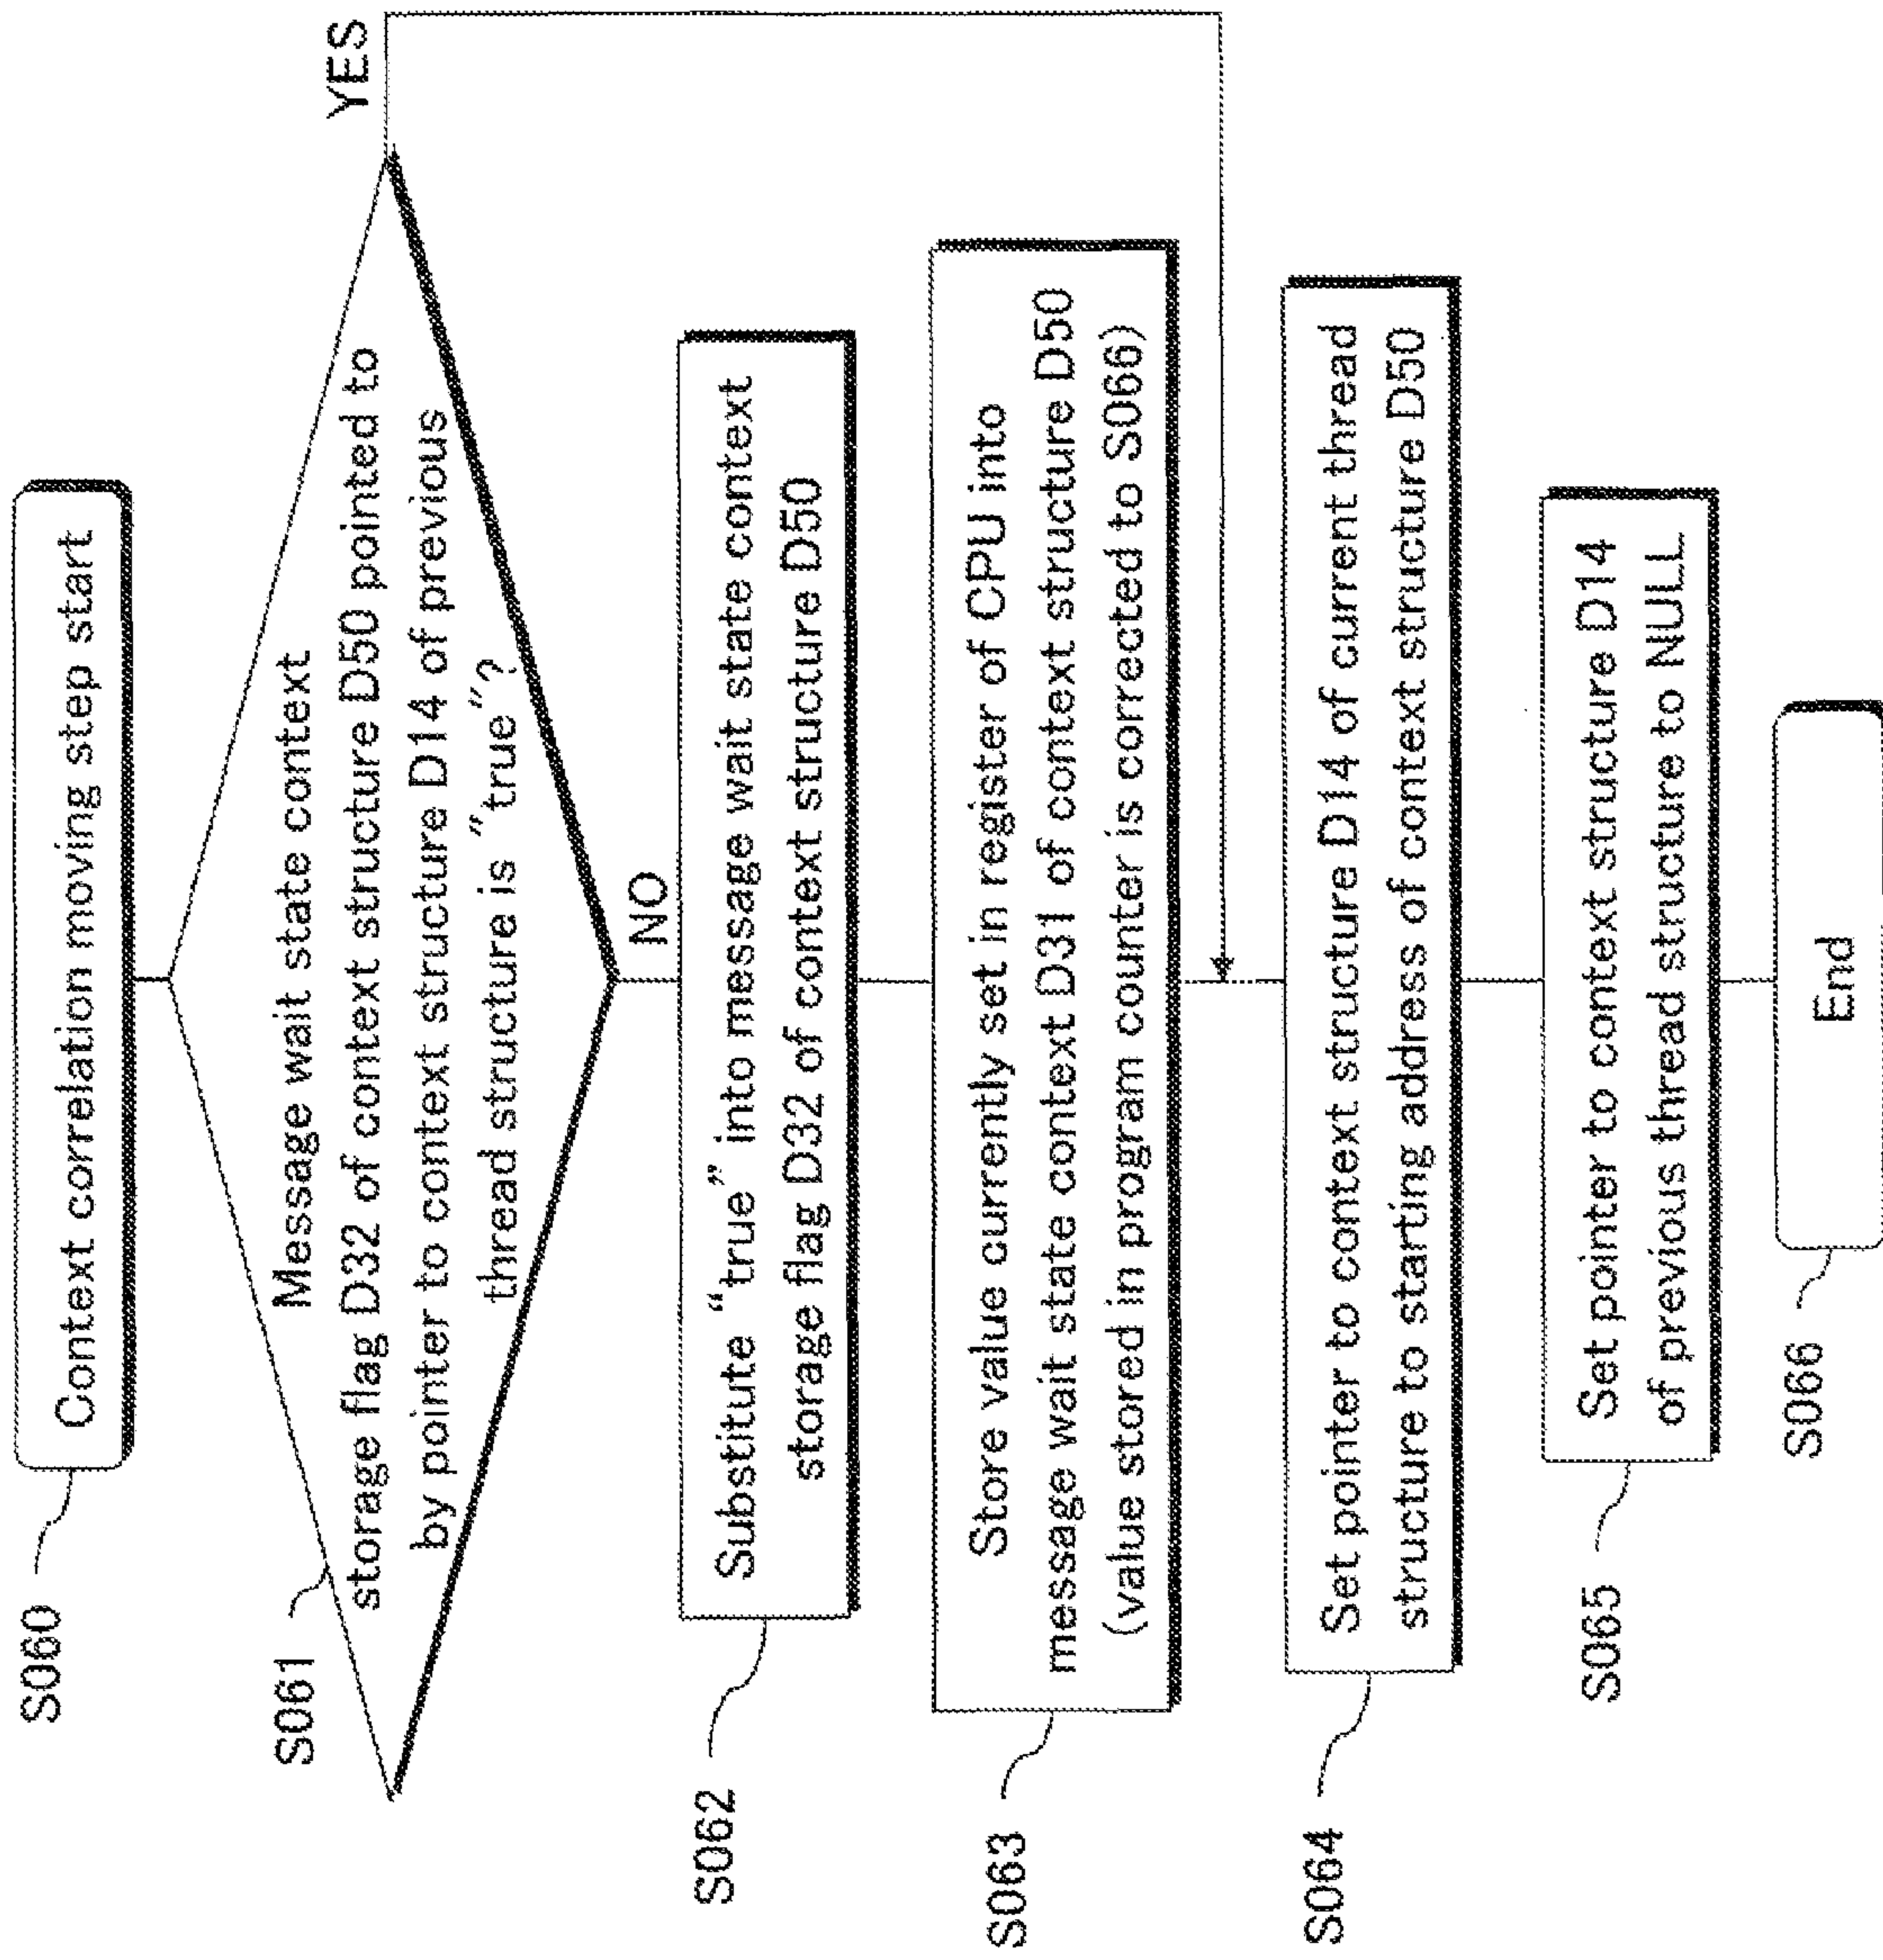 S060
Context correlation moving step start
S061
Message wait state context
storage flag D32 of context structure D50 pointed to
by pointer to context structure D14 of previous
thread structure is "true"?
YES
NO
S062
Substitute "true" into message wait state context
storage flag D32 of context structure D50
S063
Store value currently set in register of CPU into
message wait state context D31 of context structure D50
(value stored in program counter is corrected to S066)
S064
Set pointer to context structure D14 of current thread
structure to starting address of context structure D50
S065
Set pointer to context structure D14
of previous thread structure to NULL
S066
End